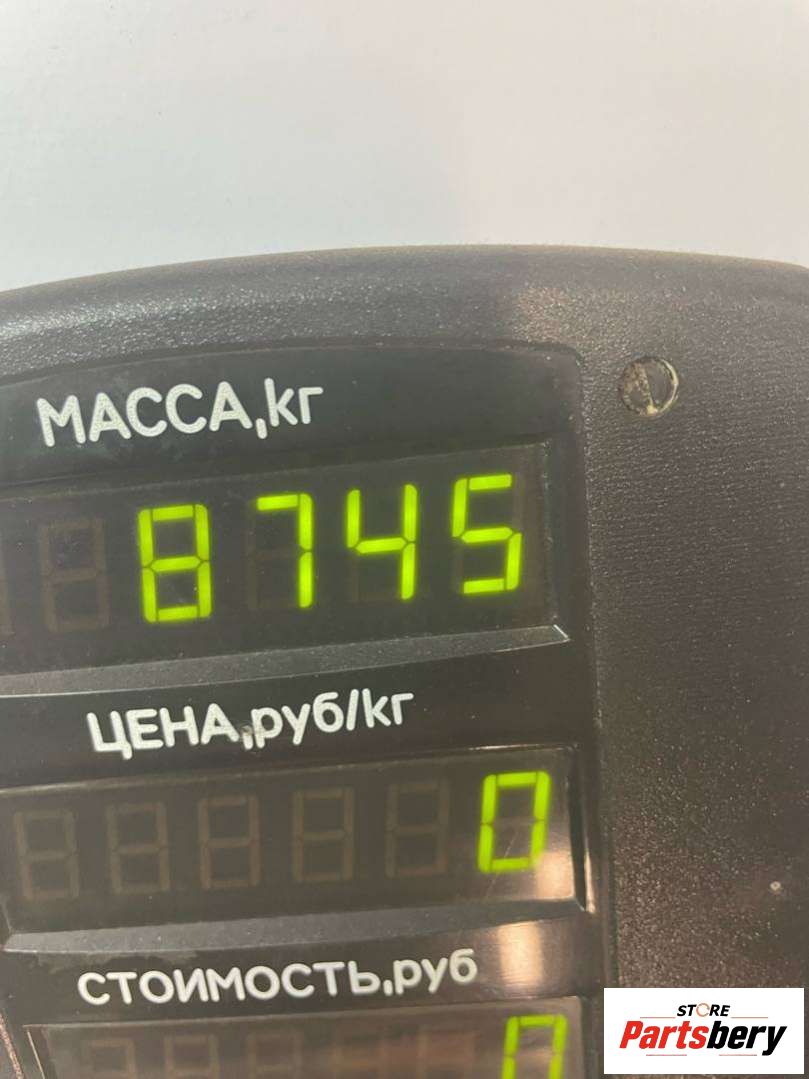 МАССА,кг
8745
ЦЕНА,руб/кг
0
СТОИМОСТЬ,руб
0
STORE
Partsbery